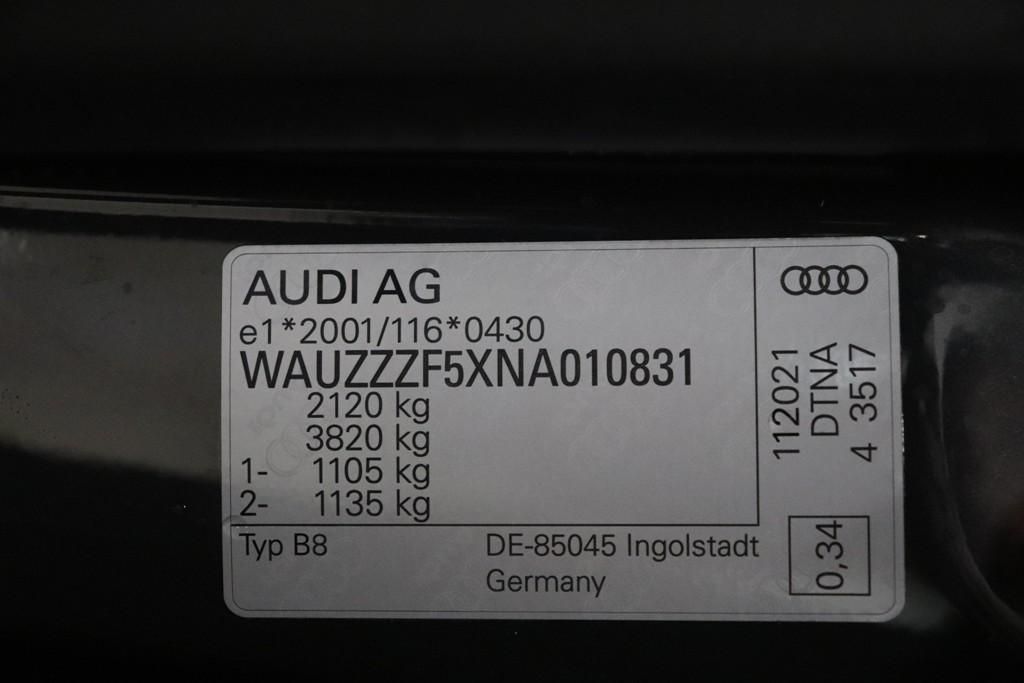 AUDI AG
e1*2001/116*0430
WAUZZZF5XNA010831
2120 kg
3820 kg
1- 1105 kg
2- 1135 kg
Typ B8
DE-85045 Ingolstadt
Germany
112021
DTNA
4 3517
0,34